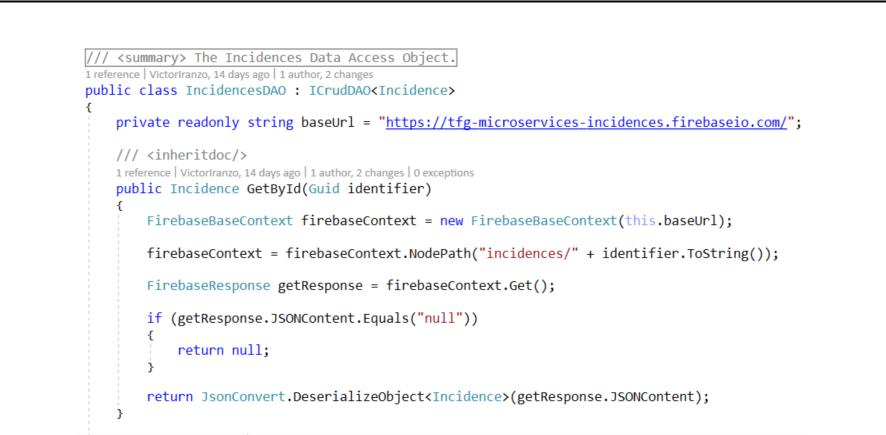 /// <summary> The Incidences Data Access Object.
1 reference | VictorIranzo, 14 days ago | 1 author, 2 changes
public class IncidencesDAO : ICrudDAO<Incidence>
{
private readonly string baseUrl = "https://tfg-microservices-incidences.firebaseio.com/";
/// <inheritdoc/>
1 reference | VictorIranzo, 14 days ago | 1 author, 2 changes | 0 exceptions
public Incidence GetById(Guid identifier)
{
FirebaseBaseContext firebaseContext = new FirebaseBaseContext(this.baseUrl);
firebaseContext = firebaseContext.NodePath("incidences/" + identifier.ToString());
FirebaseResponse getResponse = firebaseContext.Get();
if (getResponse.JSONContent.Equals("null"))
{
return null;
}
return JsonConvert.DeserializeObject<Incidence>(getResponse.JSONContent);
}